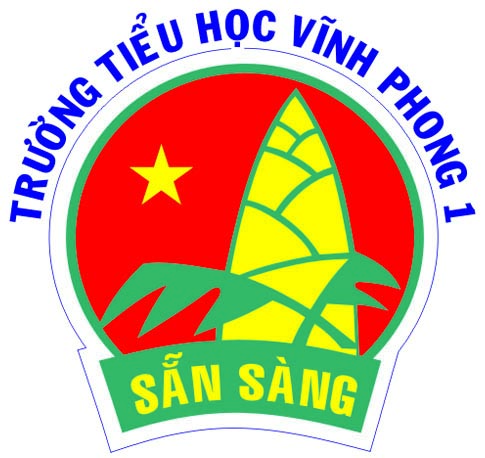 TRƯỜNG TIỂU HỌC VĨNH PHONG 1
SẴN SÀNG